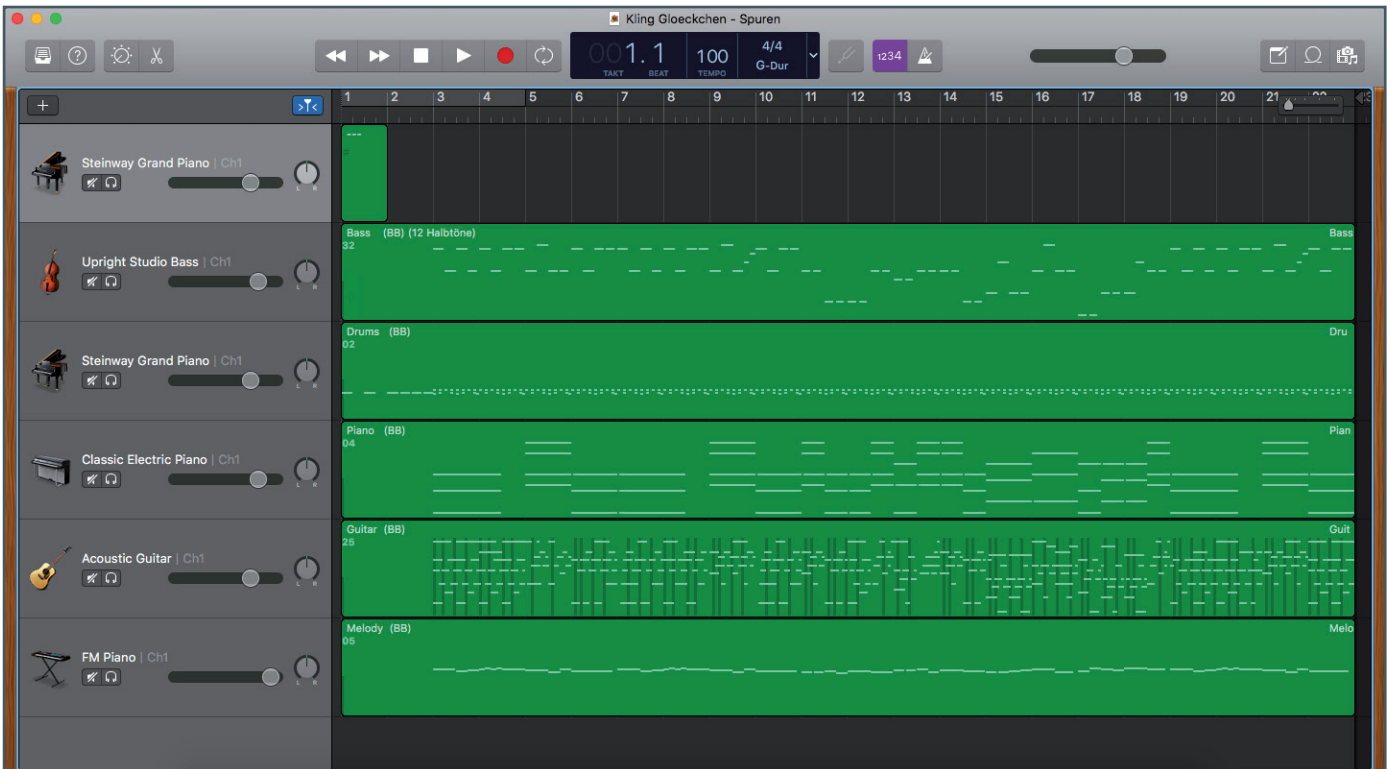 Kling Gloeckchen - Spuren
001.1
TAKT BEAT
100
TEMPO
4/4
G-Dur
1234
1 2 3 4 5 6 7 8 9 10 11 12 13 14 15 16 17 18 19 20 21
Steinway Grand Piano | Ch1
L R
Upright Studio Bass | Ch1
L R
Bass (BB) (12 Halbtöne) Bass
32
Steinway Grand Piano | Ch1
L R
Drums (BB) Dru
02
Classic Electric Piano | Ch1
L R
Piano (BB) Pian
04
Acoustic Guitar | Ch1
L R
Guitar (BB) Guit
25
FM Piano | Ch1
L R
Melody (BB) Melo
05